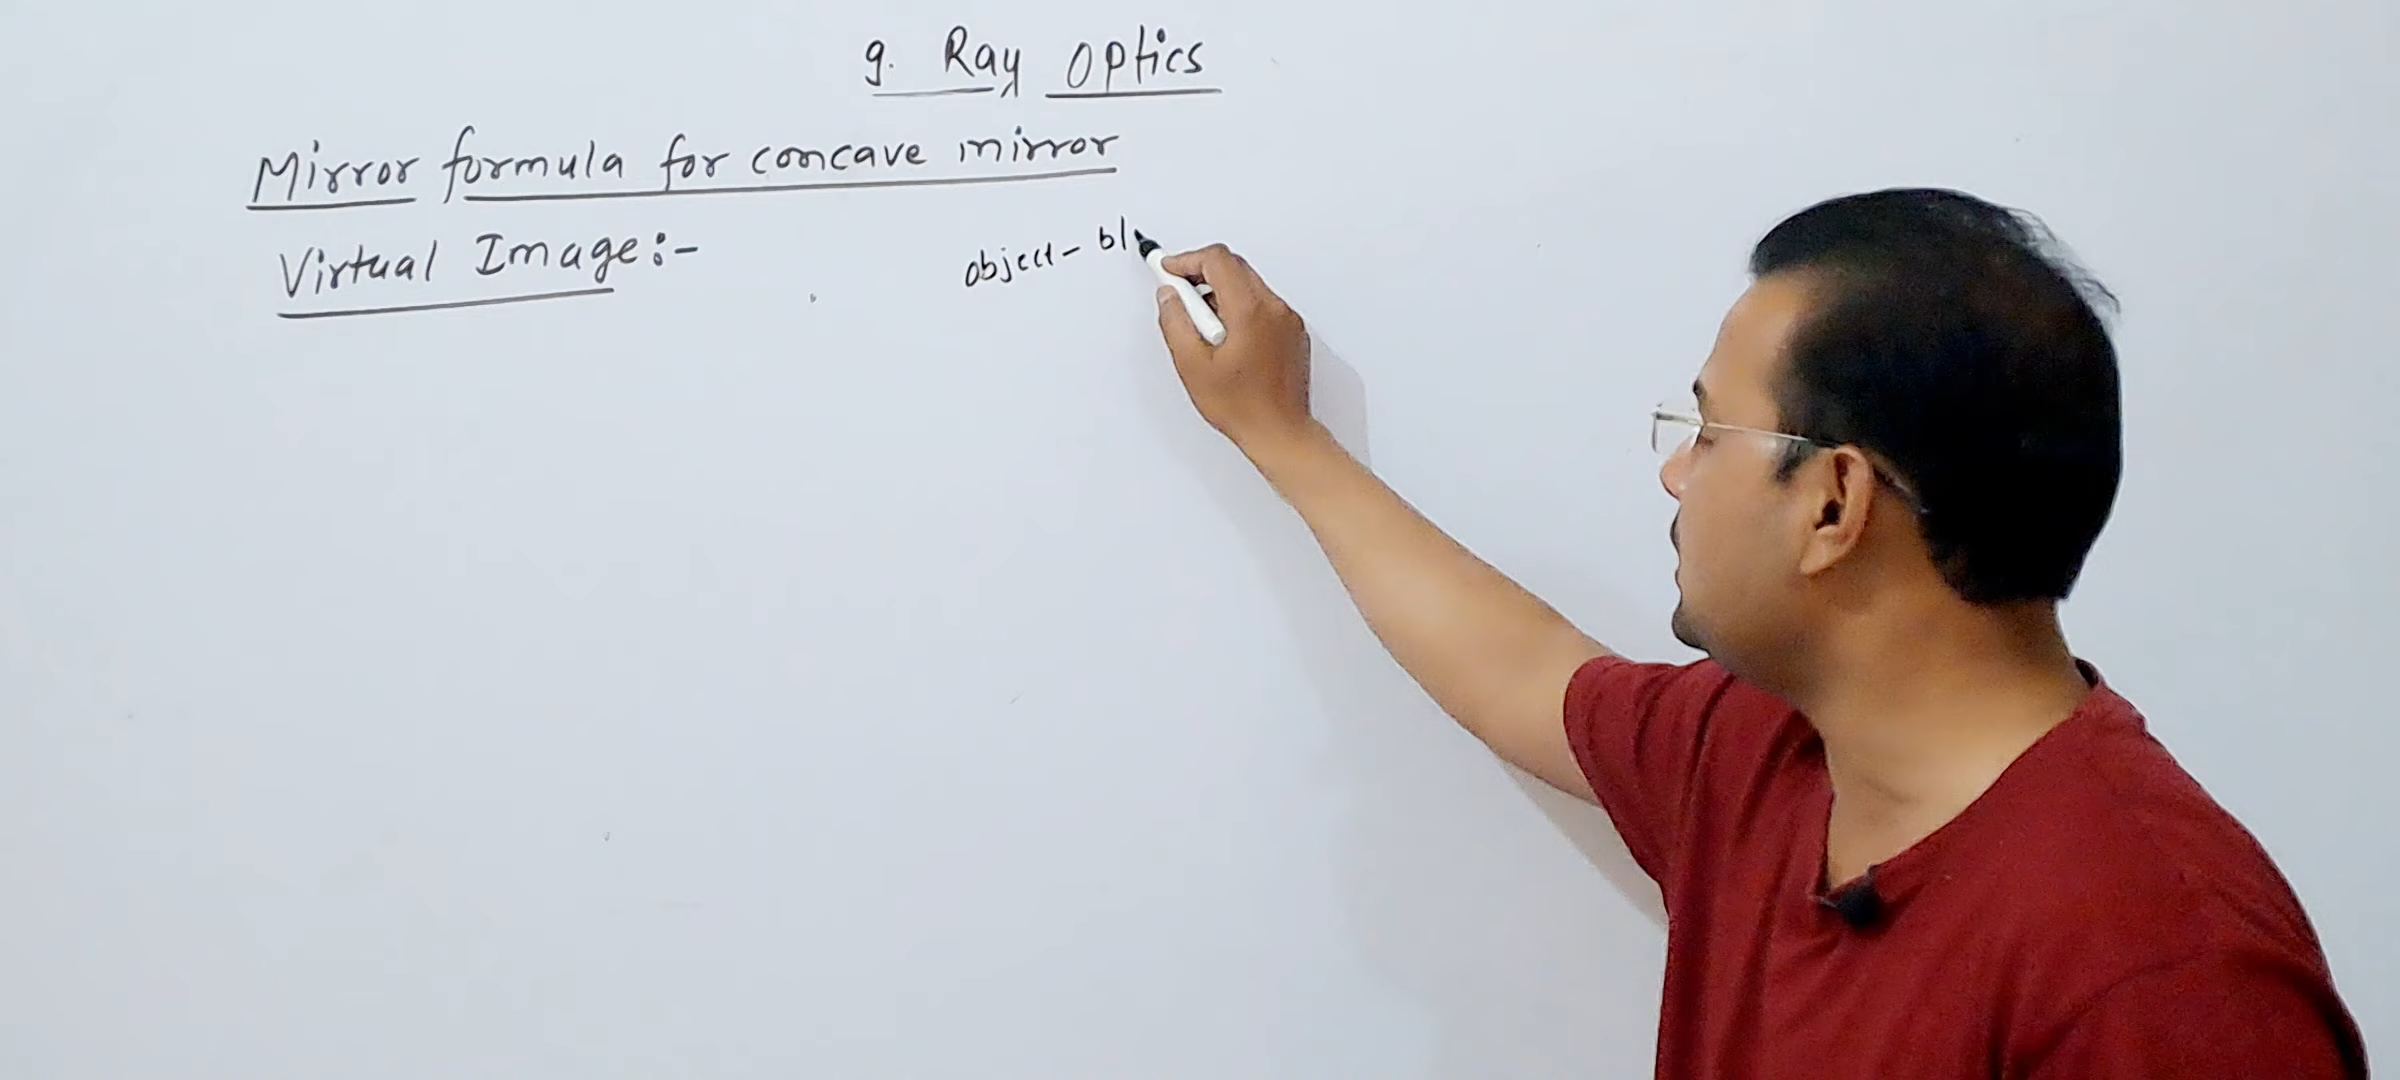 9. Ray Optics
Mirror formula for concave mirror
Virtual Image:-
object - bl